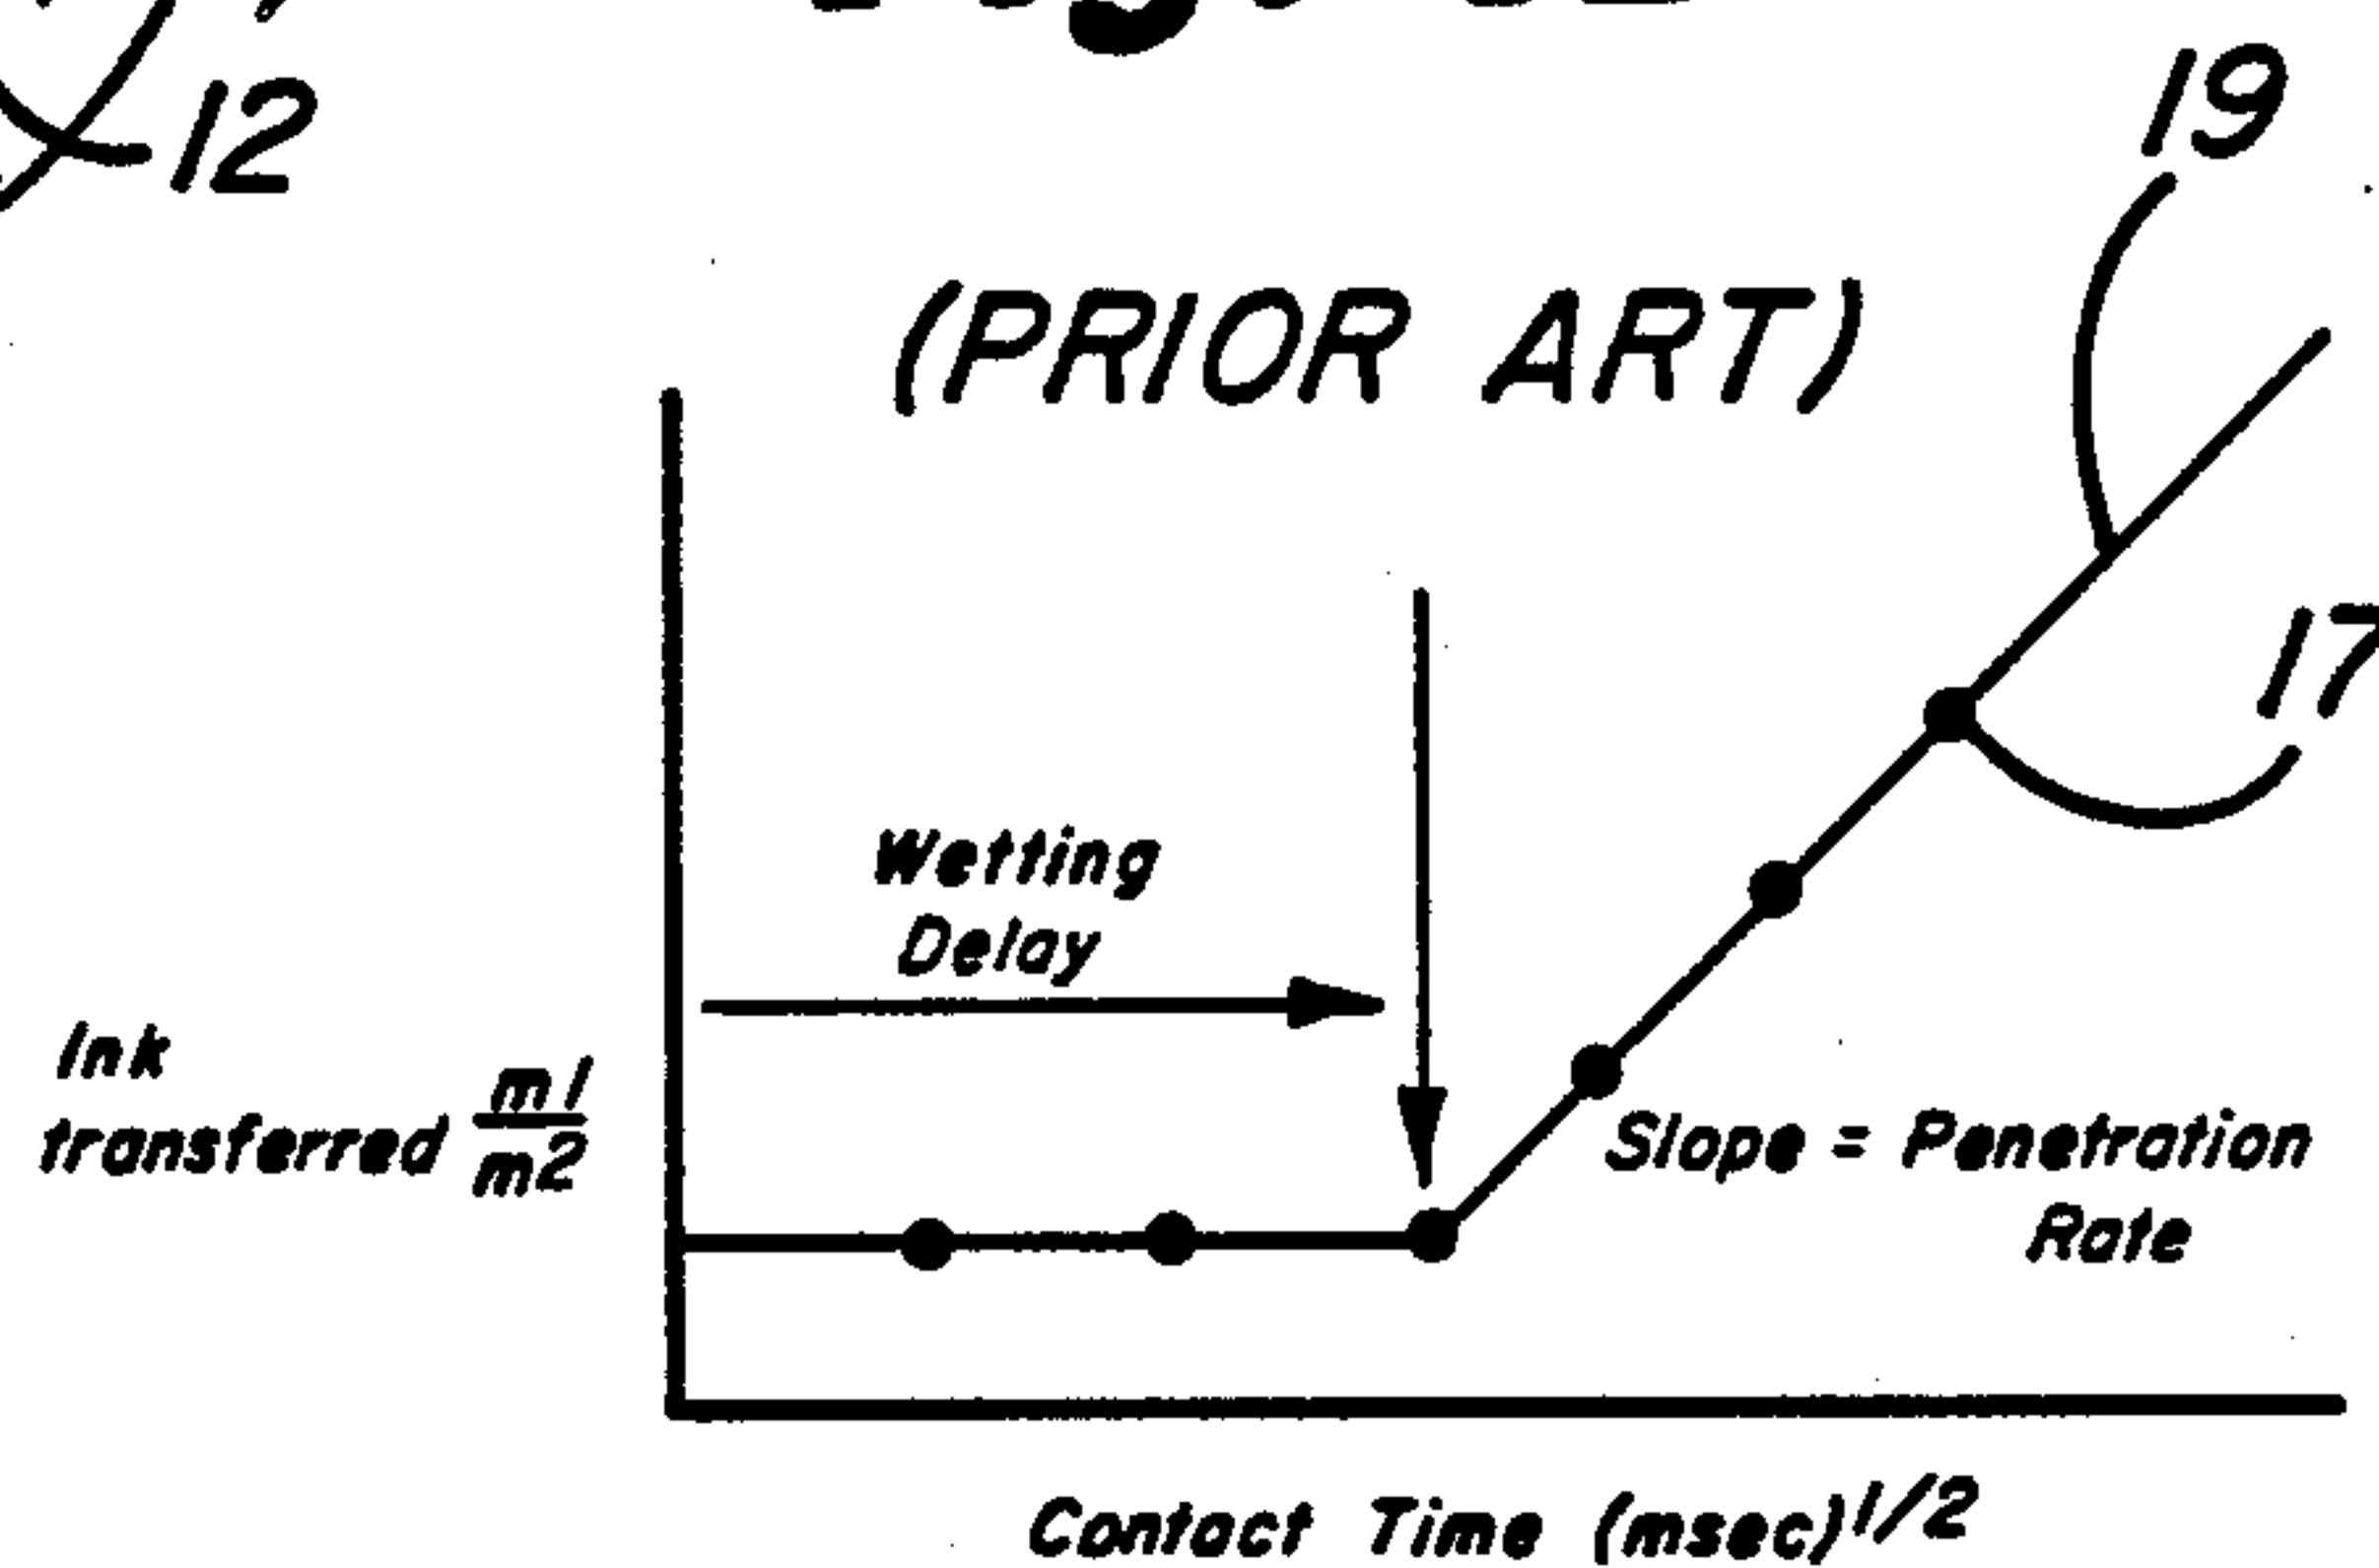 12
19
(PRIOR ART)
17
Wetting
Delay
Ink
transferred ml/m2
Slope = Penetration
Rate
Contact Time (msec)1/2